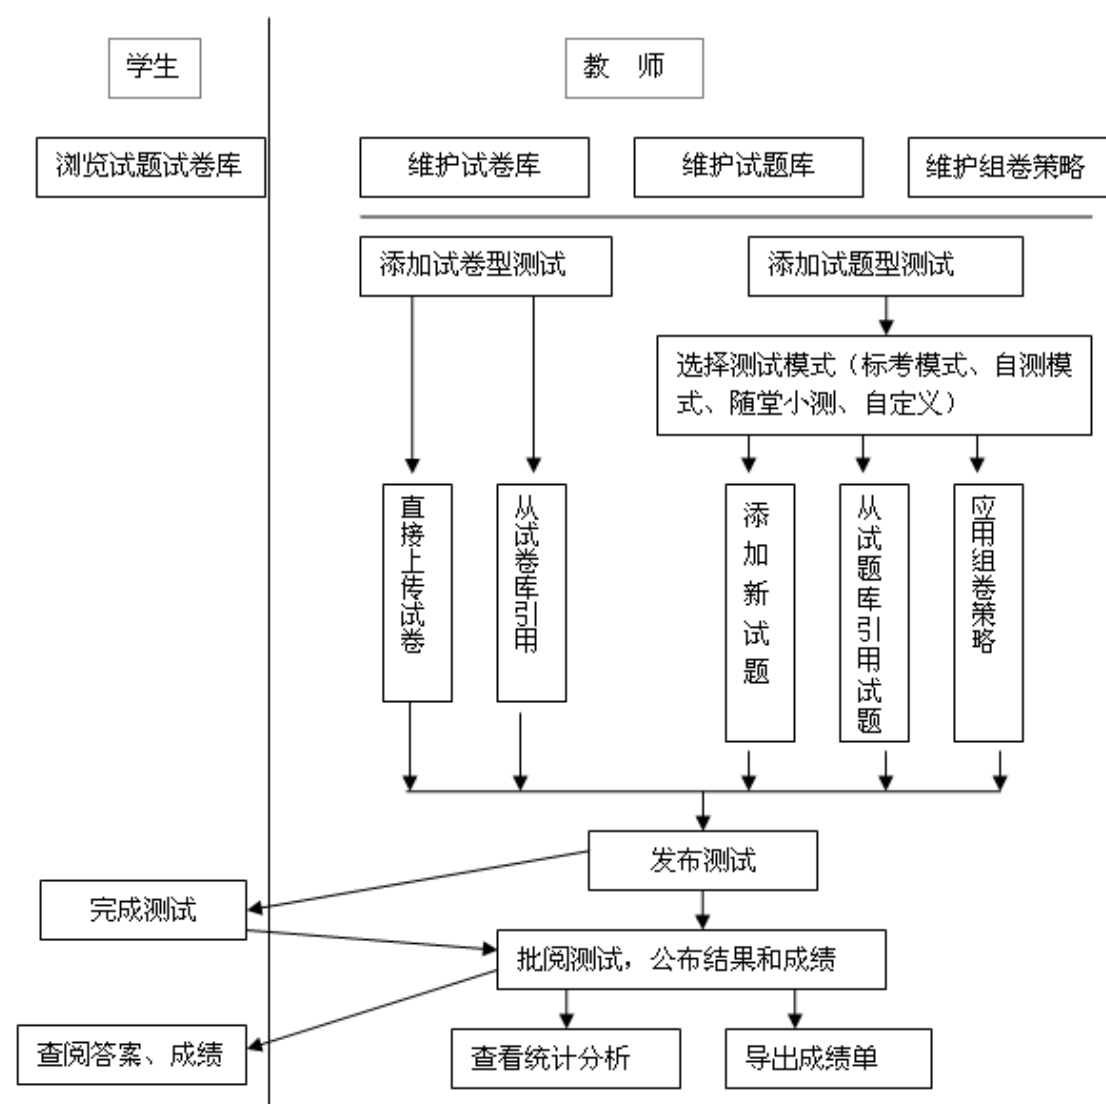 学生
教 师
浏览试题试卷库
维护试卷库
维护试题库
维护组卷策略
添加试卷型测试
添加试题型测试
选择测试模式（标考模式、自测模
式、随堂小测、自定义）
直接上传试卷
从试卷库引用
添加新试题
从试题库引用试题
应用组卷策略
发布测试
完成测试
批阅测试，公布结果和成绩
查阅答案、成绩
查看统计分析
导出成绩单